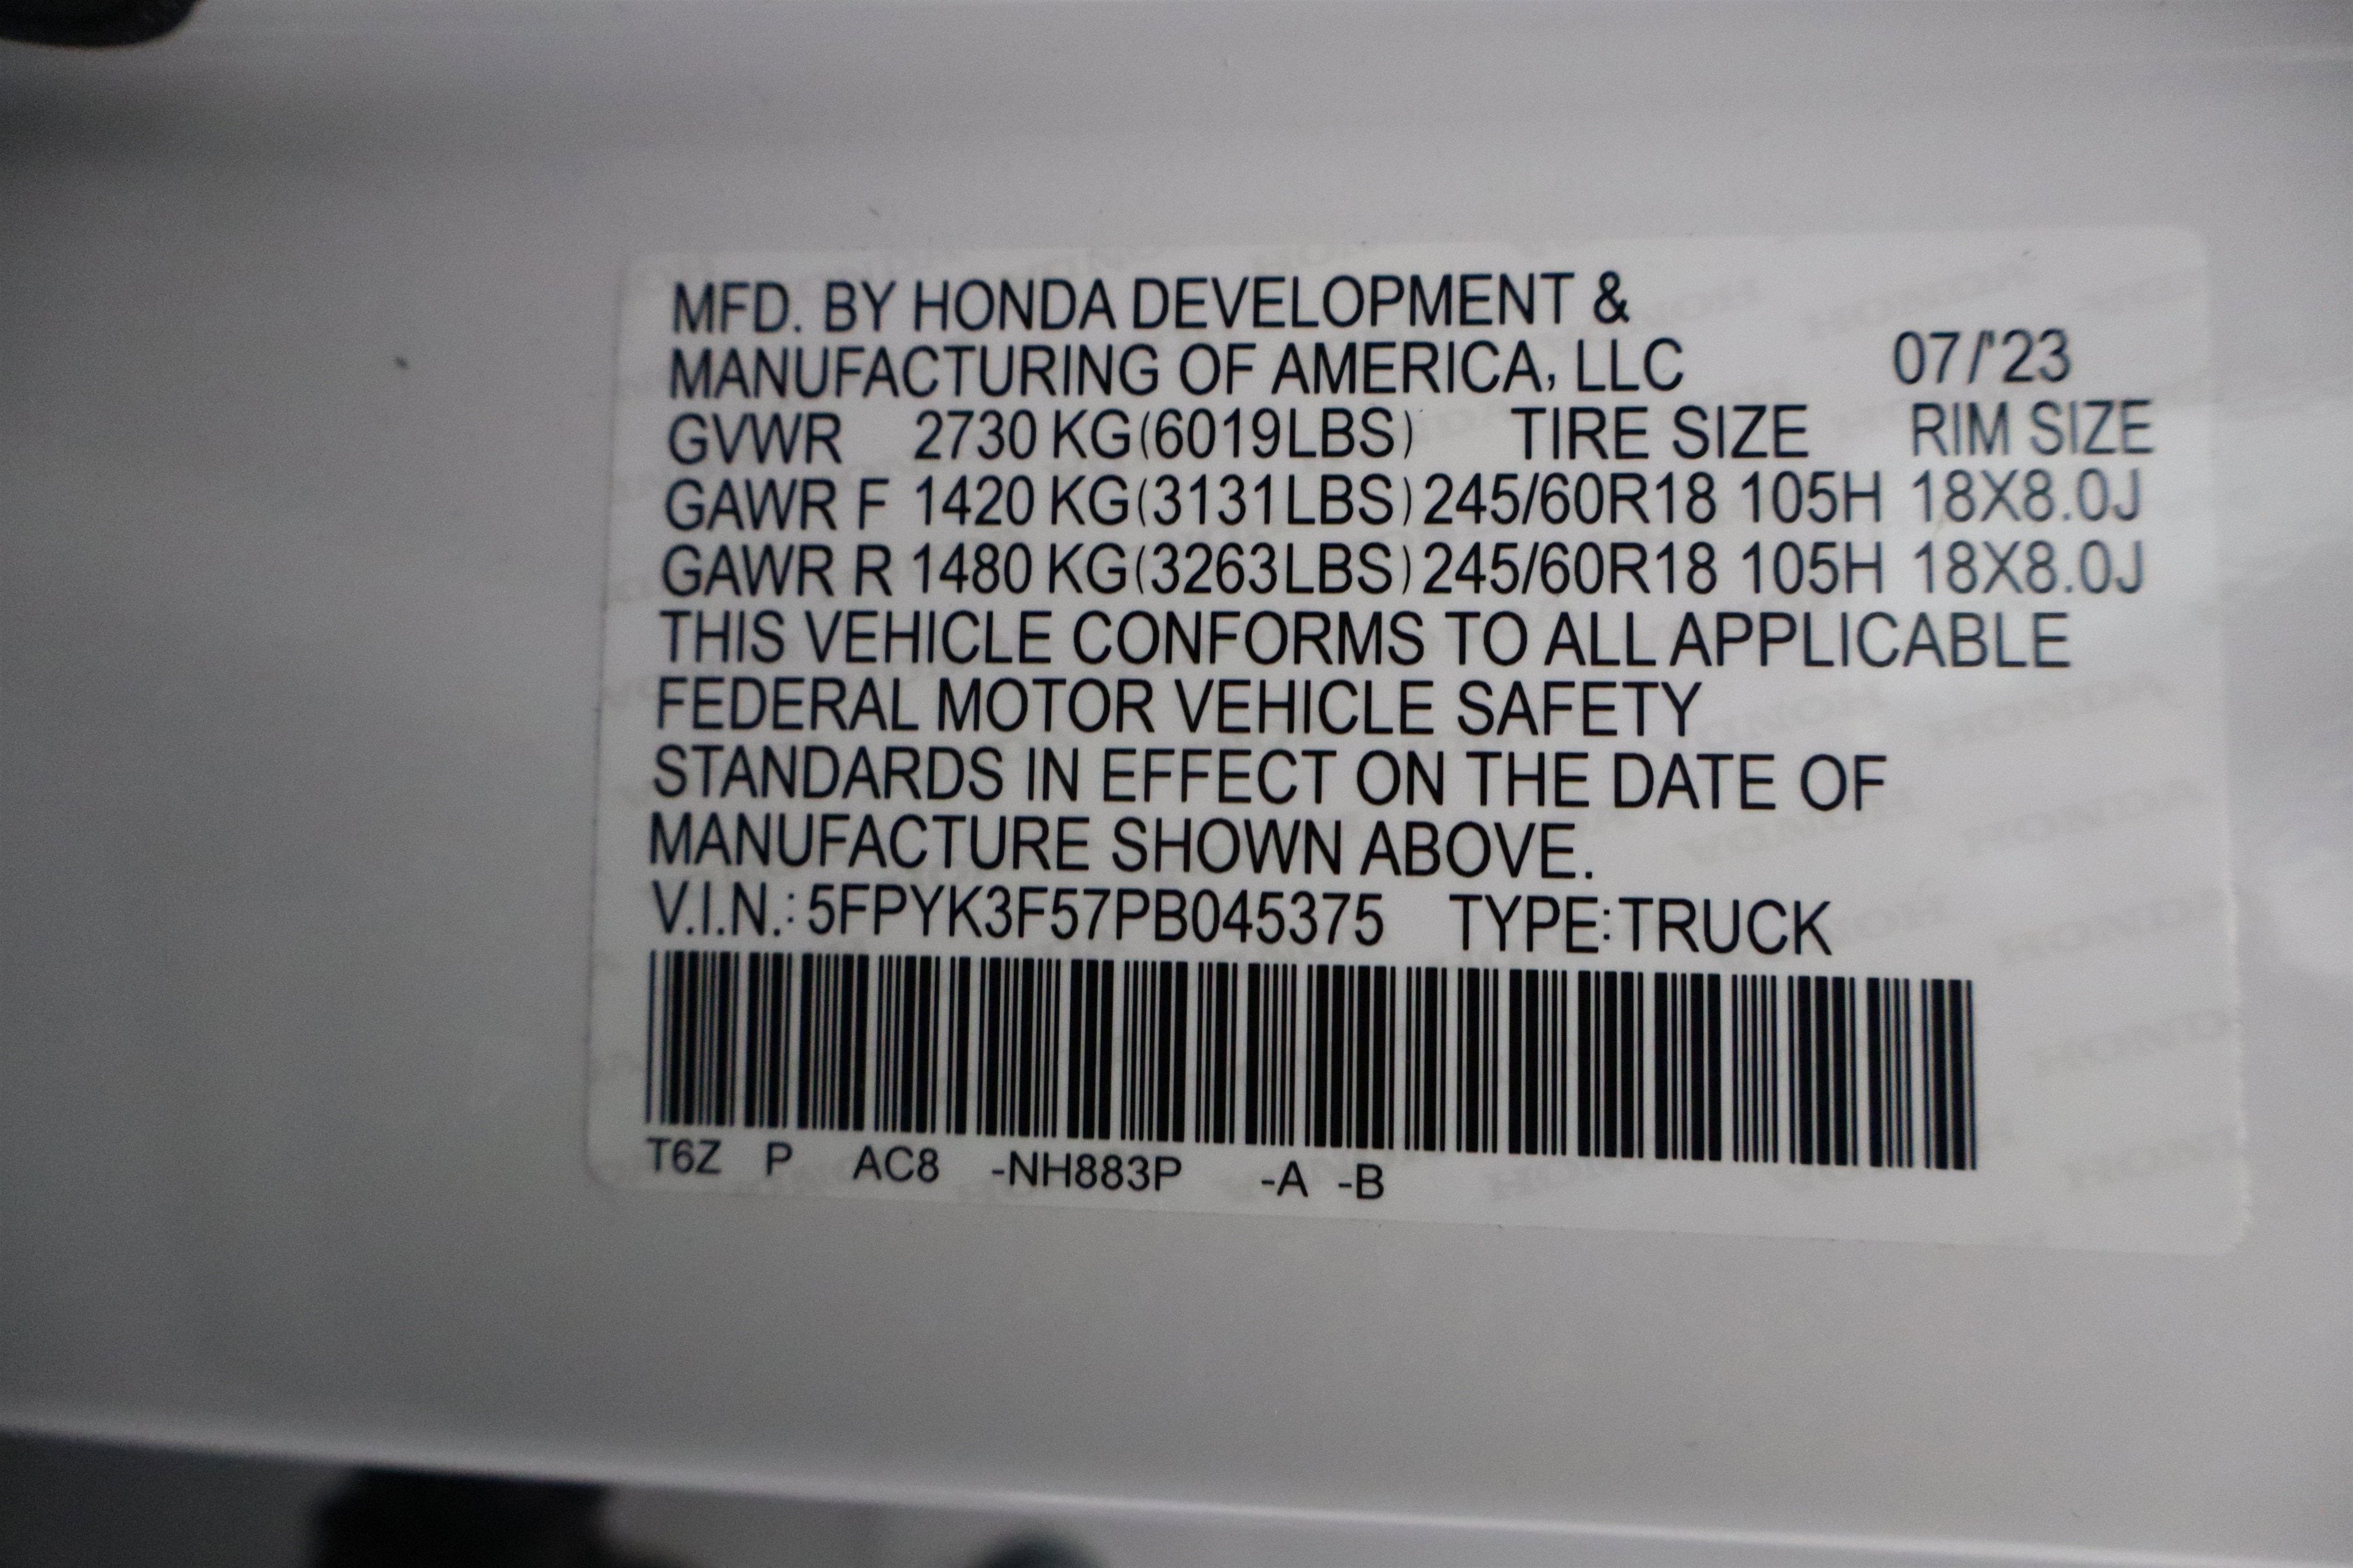 MFD. BY HONDA DEVELOPMENT &
MANUFACTURING OF AMERICA, LLC 07/'23
GVWR 2730 KG(6019LBS) TIRE SIZE RIM SIZE
GAWR F 1420 KG(3131LBS) 245/60R18 105H 18X8.0J
GAWR R 1480 KG(3263LBS) 245/60R18 105H 18X8.0J
THIS VEHICLE CONFORMS TO ALL APPLICABLE
FEDERAL MOTOR VEHICLE SAFETY
STANDARDS IN EFFECT ON THE DATE OF
MANUFACTURE SHOWN ABOVE.
V.I.N.: 5FPYK3F57PB045375 TYPE: TRUCK
T6Z P AC8 -NH883P -A -B